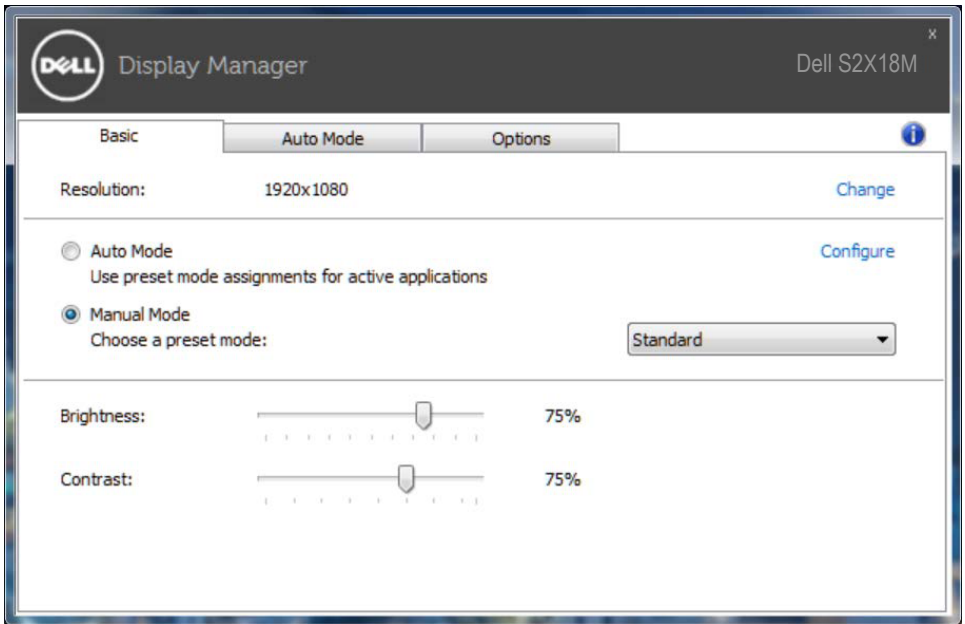 x
DELL Display Manager Dell S2X18M
Basic Auto Mode Options i
Resolution: 1920x1080 Change
Auto Mode Configure
Use preset mode assignments for active applications
Manual Mode
Choose a preset mode: Standard
Brightness: 75%
Contrast: 75%